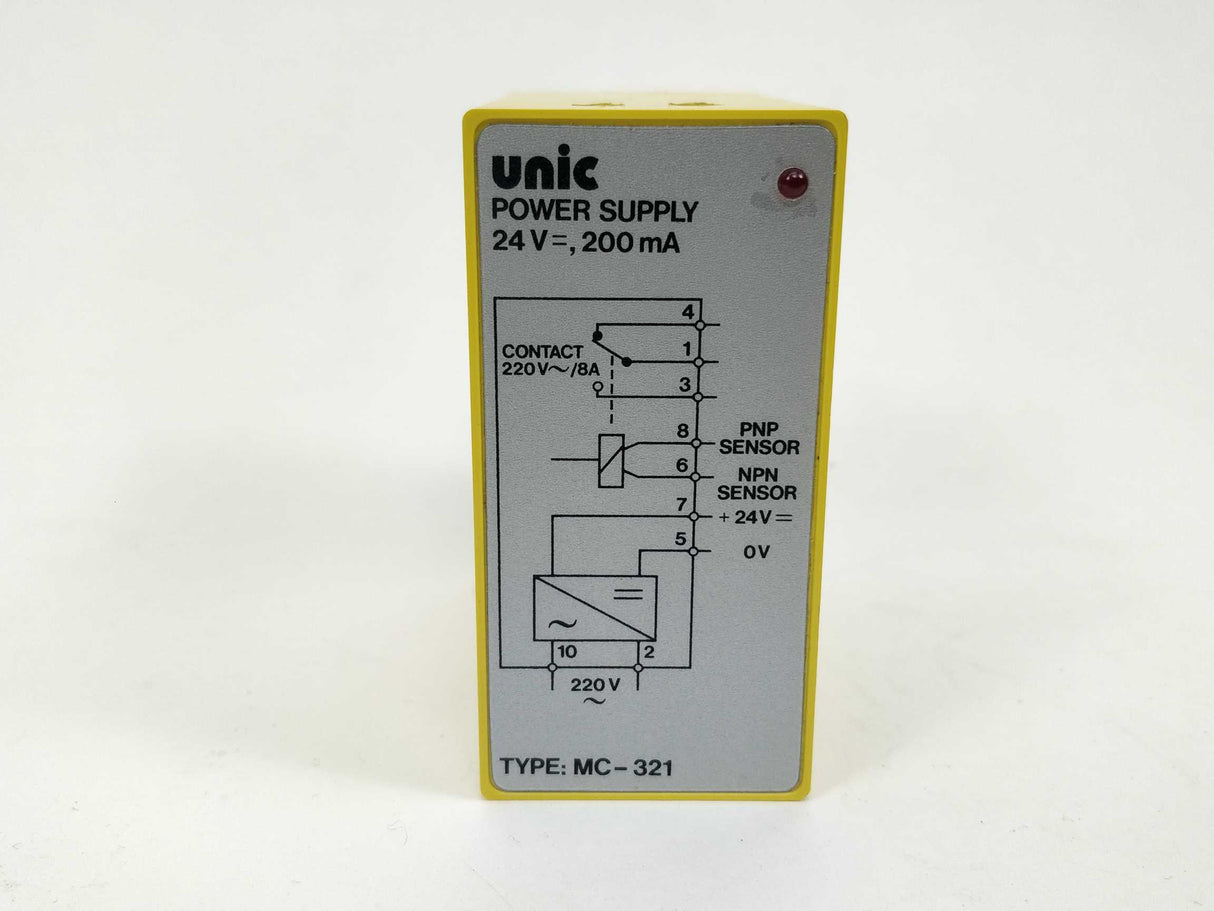 unic
POWER SUPPLY
24 V⎓, 200 mA
4
CONTACT
220 V~/8A
1
3
8
PNP
SENSOR
6
NPN
SENSOR
7
+ 24V ⎓
5
0V
~
10
2
220 V
~
TYPE: MC-321